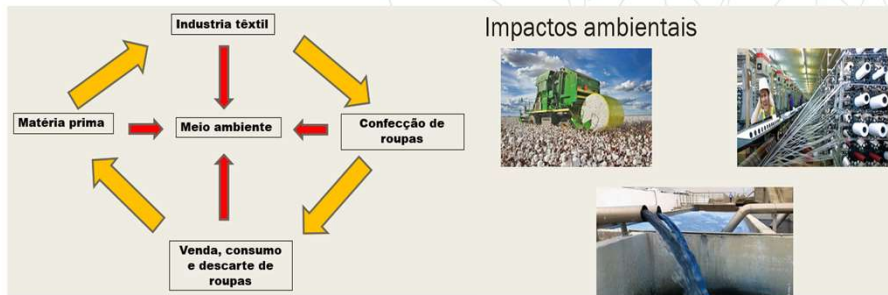 Industria têxtil
Impactos ambientais
Matéria prima
Meio ambiente
Confecção de
roupas
Venda, consumo
e descarte de
roupas